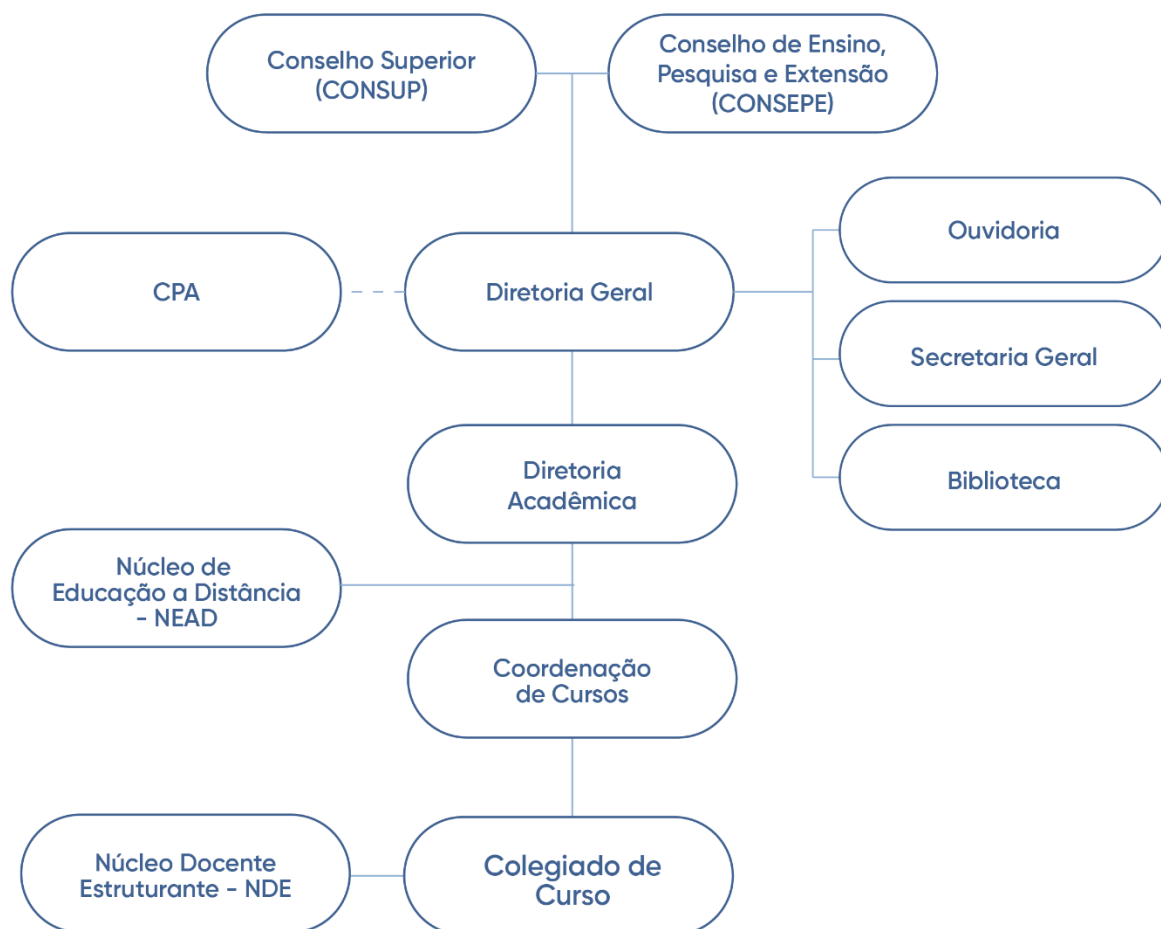 Conselho Superior
(CONSUP)
Conselho de Ensino,
Pesquisa e Extensão
(CONSEPE)
Ouvidoria
CPA
Diretoria Geral
Secretaria Geral
Diretoria
Acadêmica
Biblioteca
Núcleo de
Educação a Distância
- NEAD
Coordenação
de Cursos
Núcleo Docente
Estruturante - NDE
Colegiado de
Curso